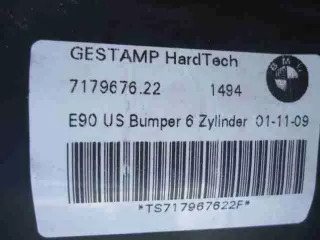 GESTAMP HardTech
BMW
7179676.22 1494
E90 US Bumper 6 Zylinder 01-11-09
*TS717967622F*